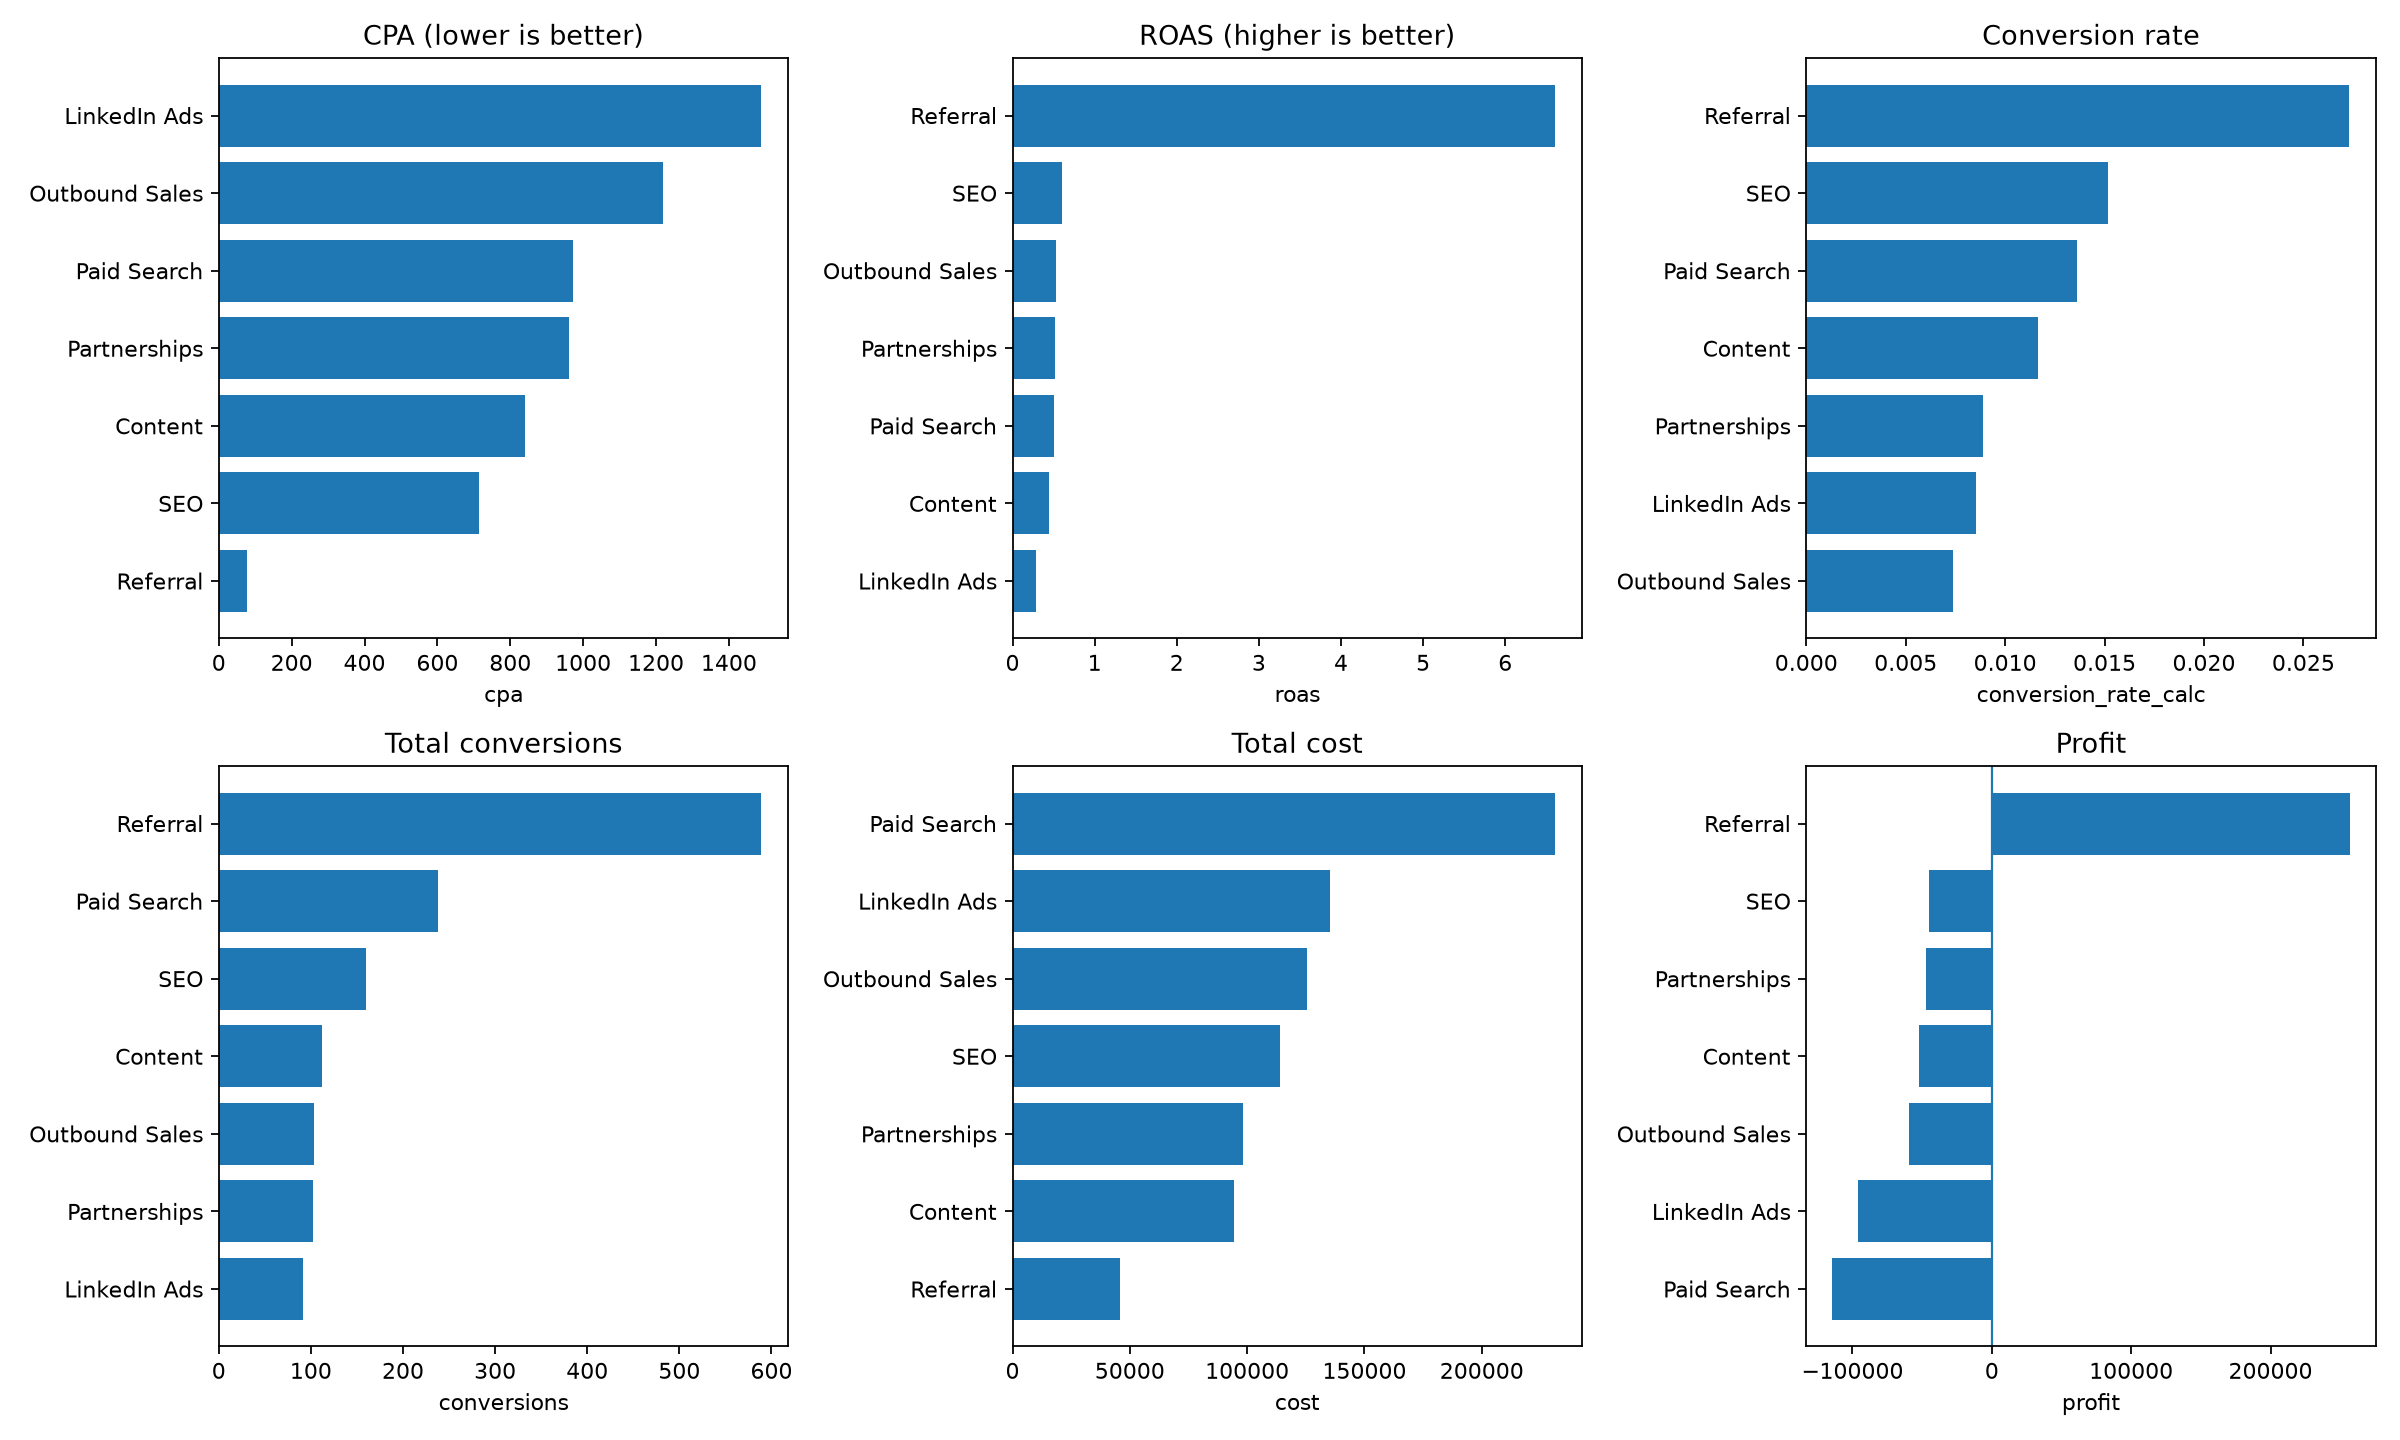 CPA (lower is better)
LinkedIn Ads
Outbound Sales
Paid Search
Partnerships
Content
SEO
Referral
0 200 400 600 800 1000 1200 1400
cpa
ROAS (higher is better)
Referral
SEO
Outbound Sales
Partnerships
Paid Search
Content
LinkedIn Ads
0 1 2 3 4 5 6
roas
Conversion rate
Referral
SEO
Paid Search
Content
Partnerships
LinkedIn Ads
Outbound Sales
0.000 0.005 0.010 0.015 0.020 0.025
conversion_rate_calc
Total conversions
Referral
Paid Search
SEO
Content
Outbound Sales
Partnerships
LinkedIn Ads
0 100 200 300 400 500 600
conversions
Total cost
Paid Search
LinkedIn Ads
Outbound Sales
SEO
Partnerships
Content
Referral
0 50000 100000 150000 200000
cost
Profit
Referral
SEO
Partnerships
Content
Outbound Sales
LinkedIn Ads
Paid Search
−100000 0 100000 200000
profit